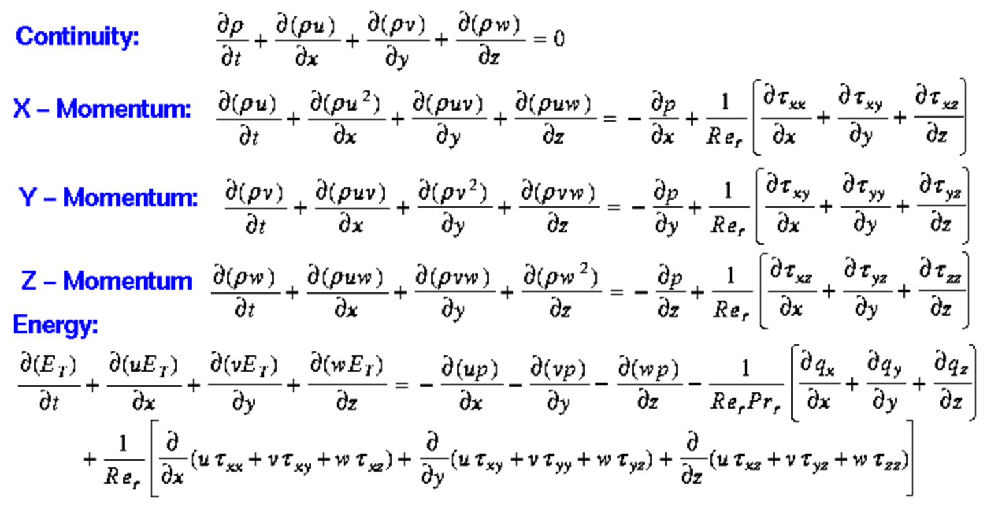 Continuity: ∂ρ/∂t + ∂(ρu)/∂x + ∂(ρv)/∂y + ∂(ρw)/∂z = 0
X – Momentum: ∂(ρu)/∂t + ∂(ρu²)/∂x + ∂(ρuv)/∂y + ∂(ρuw)/∂z = − ∂p/∂x + 1/Re_r [∂τ_xx/∂x + ∂τ_xy/∂y + ∂τ_xz/∂z]
Y – Momentum: ∂(ρv)/∂t + ∂(ρuv)/∂x + ∂(ρv²)/∂y + ∂(ρvw)/∂z = − ∂p/∂y + 1/Re_r [∂τ_xy/∂x + ∂τ_yy/∂y + ∂τ_yz/∂z]
Z – Momentum ∂(ρw)/∂t + ∂(ρuw)/∂x + ∂(ρvw)/∂y + ∂(ρw²)/∂z = − ∂p/∂z + 1/Re_r [∂τ_xz/∂x + ∂τ_yz/∂y + ∂τ_zz/∂z]
Energy:
∂(E_T)/∂t + ∂(uE_T)/∂x + ∂(vE_T)/∂y + ∂(wE_T)/∂z = − ∂(up)/∂x − ∂(vp)/∂y − ∂(wp)/∂z − 1/(Re_r Pr_r) [∂q_x/∂x + ∂q_y/∂y + ∂q_z/∂z]
+ 1/Re_r [∂/∂x (u τ_xx + v τ_xy + w τ_xz) + ∂/∂y (u τ_xy + v τ_yy + w τ_yz) + ∂/∂z (u τ_xz + v τ_yz + w τ_zz)]